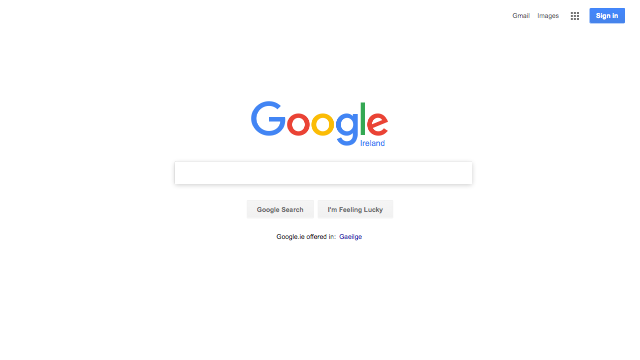 Gmail Images Sign in
Google
Ireland
Google Search I'm Feeling Lucky
Google.ie offered in: Gaeilge